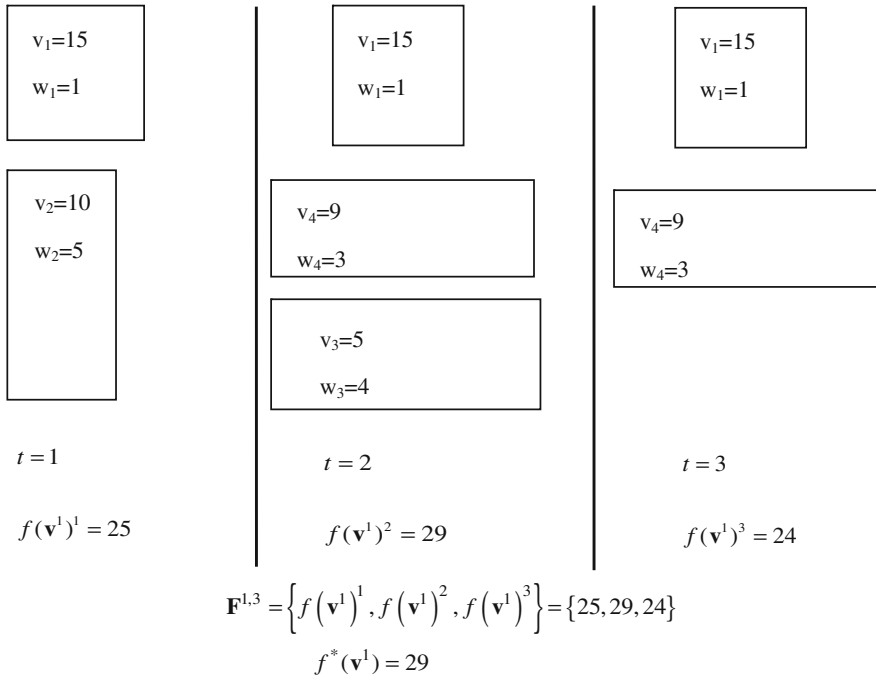 v₁=15
w₁=1
v₂=10
w₂=5
t = 1
f(v¹)¹ = 25
v₁=15
w₁=1
v₄=9
w₄=3
v₃=5
w₃=4
t = 2
f(v¹)² = 29
v₁=15
w₁=1
v₄=9
w₄=3
t = 3
f(v¹)³ = 24
F¹,³ = {f(v¹)¹, f(v¹)², f(v¹)³} = {25, 29, 24}
f*(v¹) = 29